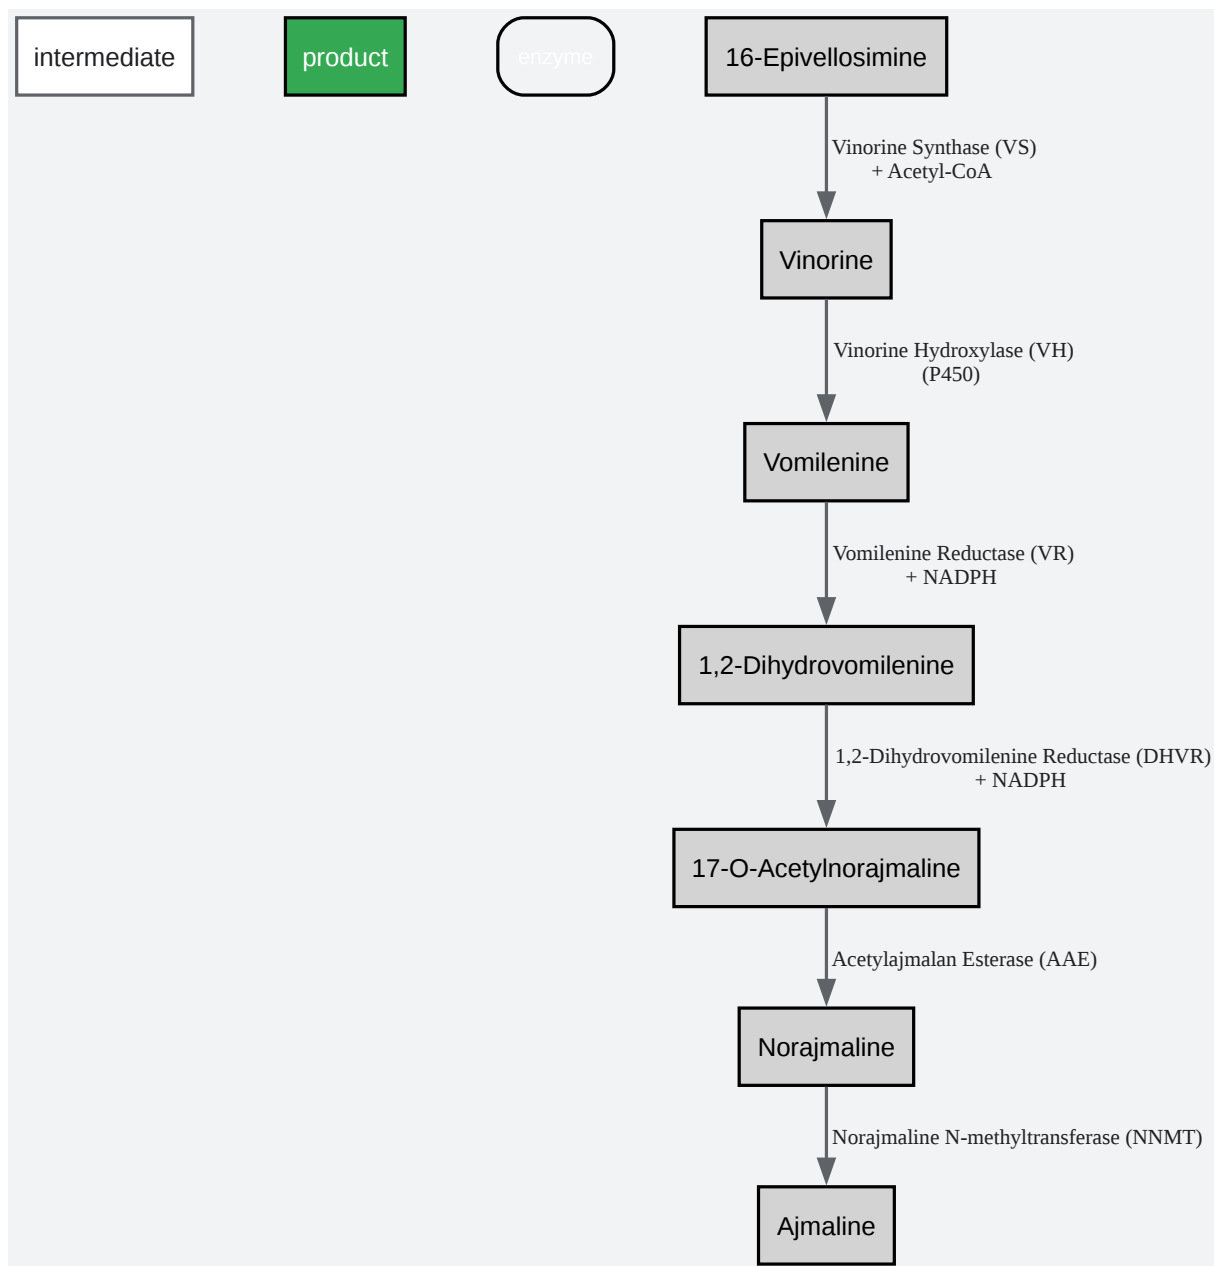 intermediate
product
enzyme
16-Epivellosimine
Vinorine Synthase (VS)
+ Acetyl-CoA
Vinorine
Vinorine Hydroxylase (VH)
(P450)
Vomilenine
Vomilenine Reductase (VR)
+ NADPH
1,2-Dihydrovomilenine
1,2-Dihydrovomilenine Reductase (DHVR)
+ NADPH
17-O-Acetylnorajmaline
Acetylajmalan Esterase (AAE)
Norajmaline
Norajmaline N-methyltransferase (NNMT)
Ajmaline